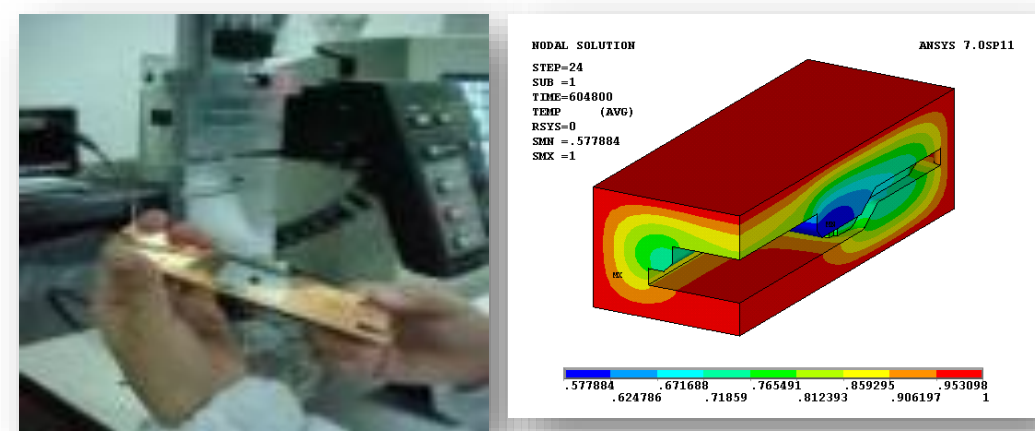 NODAL SOLUTION
ANSYS 7.0SP11
STEP=24
SUB =1
TIME=604800
TEMP (AVG)
RSYS=0
SMN =.577884
SMX =1
MX
.577884 .671688 .765491 .859295 .953098
.624786 .71859 .812393 .906197 1